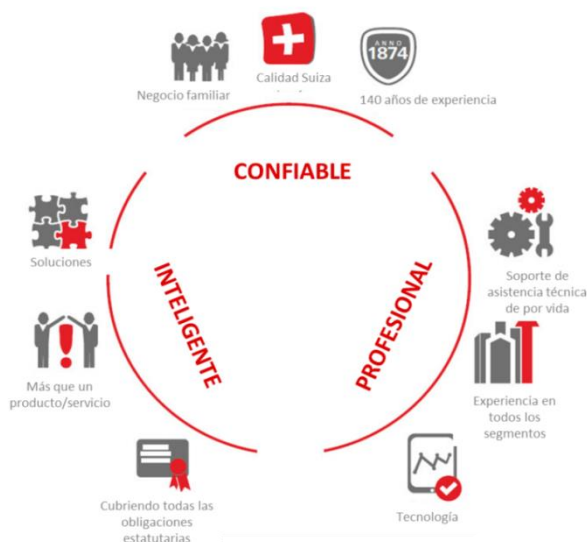 ANNO
1874
Negocio familiar
Calidad Suiza
140 años de experiencia
CONFIABLE
Soluciones
INTELIGENTE
PROFESIONAL
Soporte de
asistencia técnica
de por vida
Más que un
producto/servicio
Experiencia en
todos los
segmentos
Cubriendo todas las
obligaciones
estatutarias
Tecnología